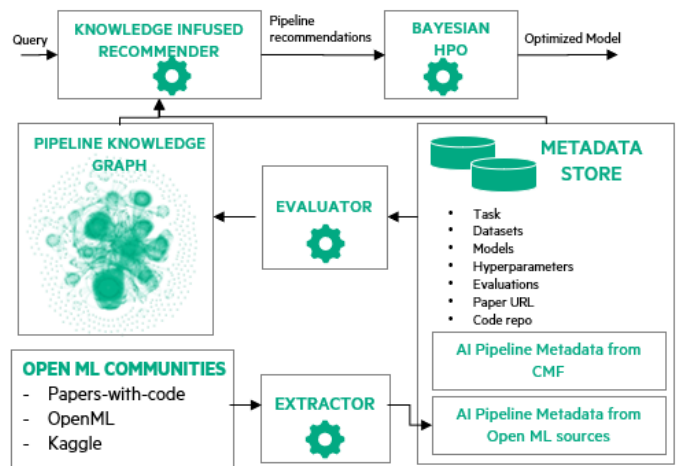 Query
KNOWLEDGE INFUSED
RECOMMENDER
Pipeline
recommendations
BAYESIAN
HPO
Optimized Model
PIPELINE KNOWLEDGE
GRAPH
EVALUATOR
METADATA
STORE
• Task
• Datasets
• Models
• Hyperparameters
• Evaluations
• Paper URL
• Code repo
AI Pipeline Metadata from
CMF
AI Pipeline Metadata from
Open ML sources
OPEN ML COMMUNITIES
- Papers-with-code
- OpenML
- Kaggle
EXTRACTOR